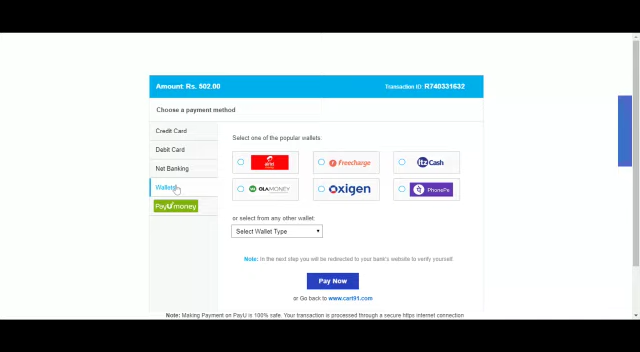 Amount Rs. 502.00
Transaction ID: R740331632
Choose a payment method
Credit Card
Debit Card
Net Banking
Wallets
PayUmoney
Select one of the popular wallets:
airtel
Freecharge
ItzCash
OLAMONEY
Oxigen
PhonePe
or select from any other wallet:
Select Wallet Type
Note: In the next step you will be redirected to your bank's website to verify yourself.
Pay Now
or Go back to www.cart91.com
Note: Making Payment on PayU is 100% safe. Your transaction is processed through a secure https internet connection